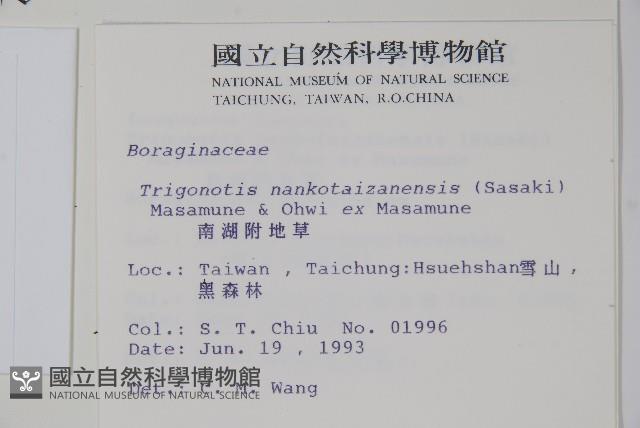 國立自然科學博物館
NATIONAL MUSEUM OF NATURAL SCIENCE
TAICHUNG, TAIWAN, R.O.CHINA
Boraginaceae
Trigonotis nankotaizanensis (Sasaki)
Masamune & Ohwi ex Masamune
南湖附地草
Loc.: Taiwan , Taichung:Hsuehshan雪山,
黑森林
Col.: S. T. Chiu No. 01996
Date: Jun. 19 , 1993
Det.: C. M. Wang
國立自然科學博物館
NATIONAL MUSEUM OF NATURAL SCIENCE